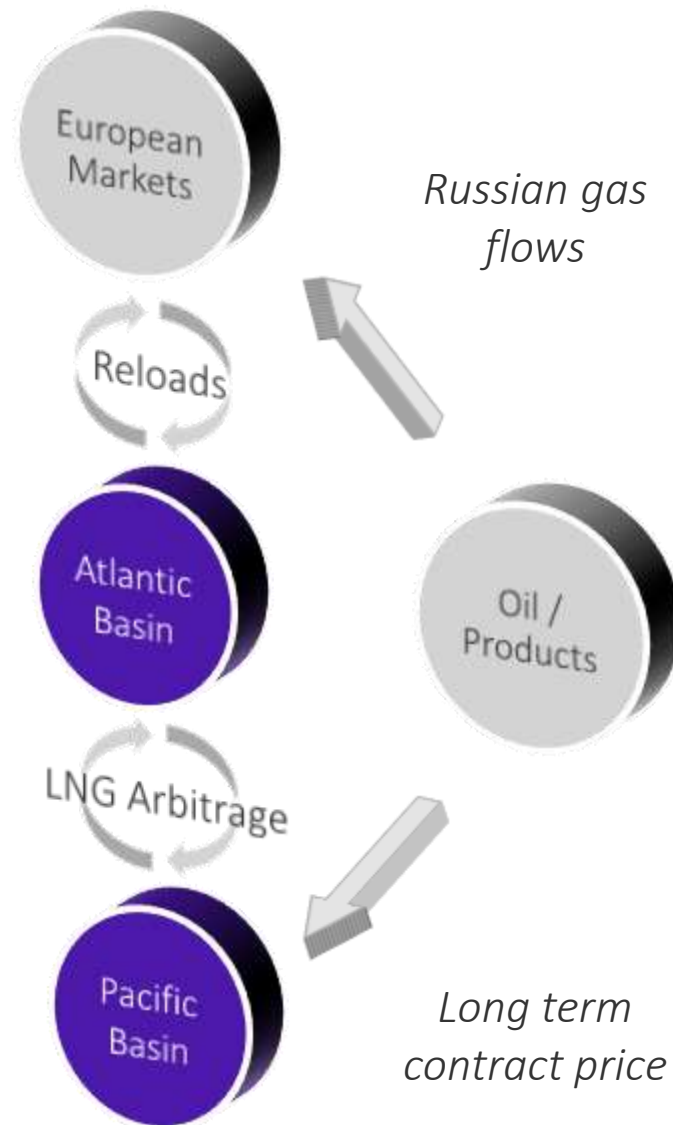 European
Markets
Russian gas
flows
Reloads
Atlantic
Basin
Oil /
Products
LNG Arbitrage
Pacific
Basin
Long term
contract price